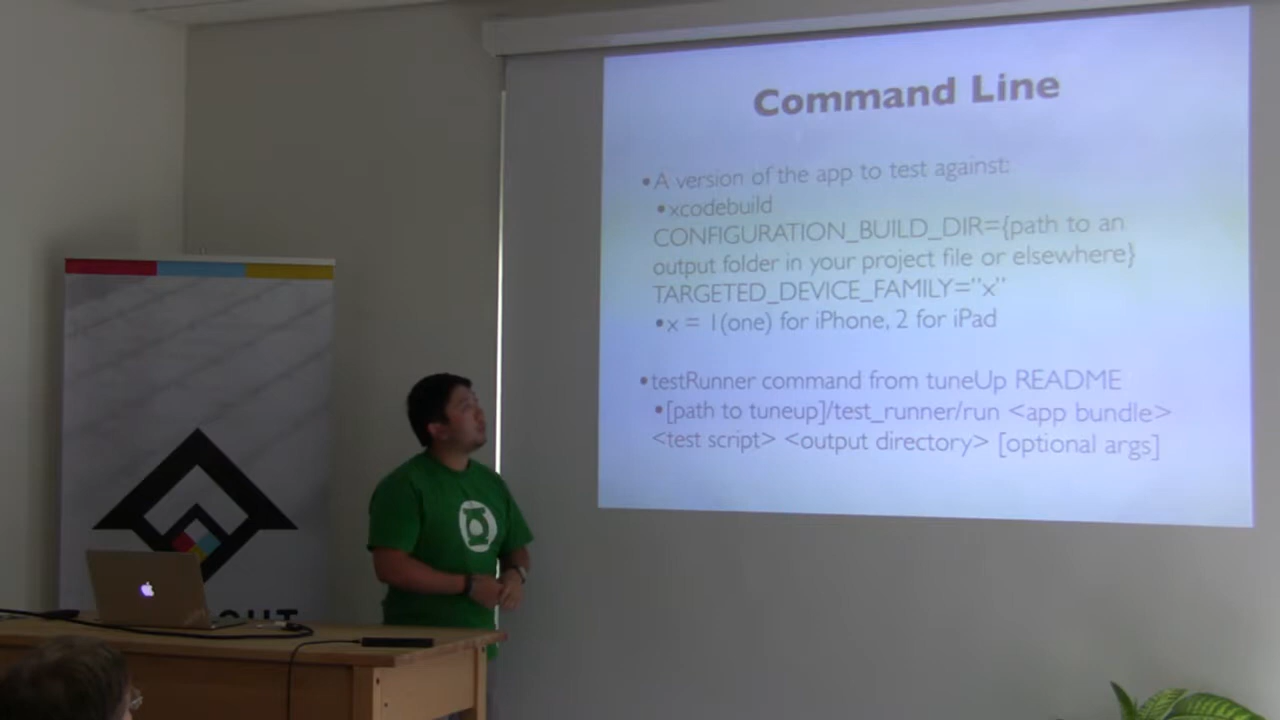 Command Line
•A version of the app to test against:
•xcodebuild
CONFIGURATION_BUILD_DIR={path to an
output folder in your project file or elsewhere}
TARGETED_DEVICE_FAMILY="x"
•x = 1(one) for iPhone, 2 for iPad
•testRunner command from tuneUp README
•[path to tuneup]/test_runner/run <app bundle>
<test script> <output directory> [optional args]